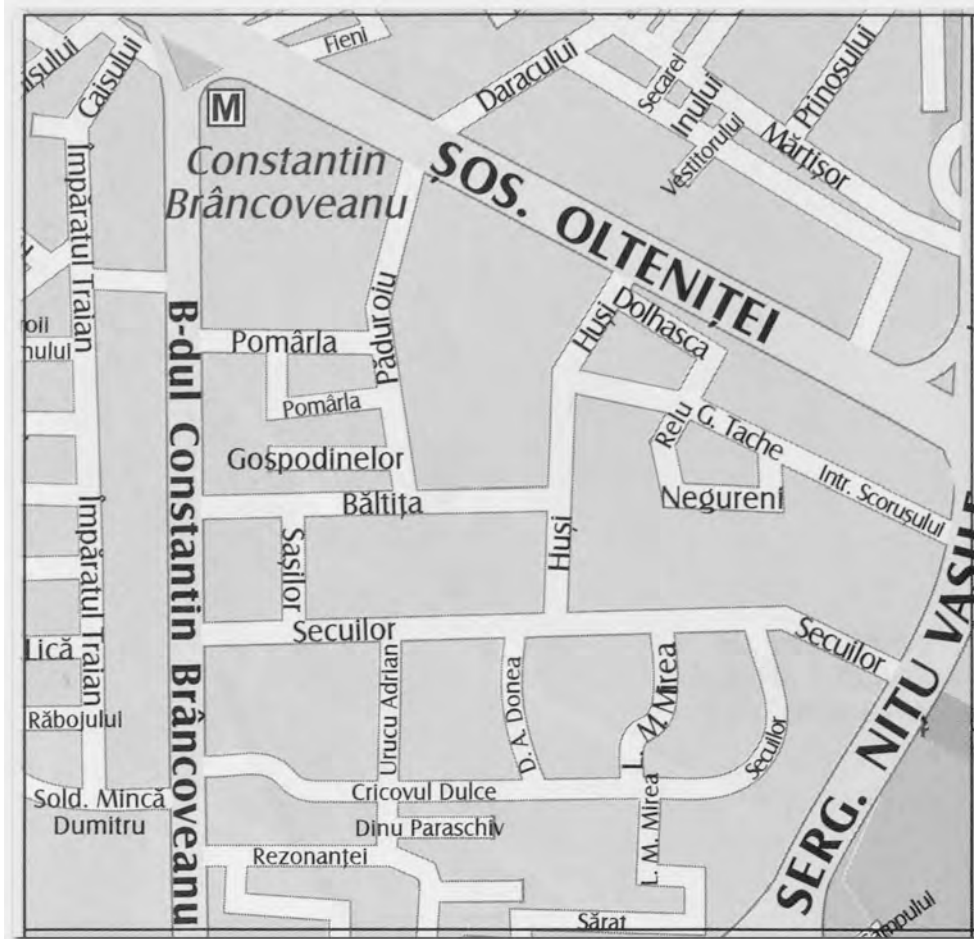 Fieni
Caisului
Daracului
Secarei
Inului
Prinosului
Vestitorului
Mărțișor
M
Constantin
Brâncoveanu
ȘOS. OLTENIȚEI
Împăratul Traian
B-dul Constantin Brâncoveanu
Pomârla
Păduroiu
Huși
Dolhasca
Pomârla
Relu
G. Tache
Gospodinelor
Intr. Scorușului
Negureni
Băltița
Împăratul Traian
Sașilor
Huși
Secuilor
Secuilor
Lică
Urucu Adrian
D. A. Donea
L. M Mirea
SERG. NIȚU VASILE
Răbojului
Secuilor
Sold. Mincă
Dumitru
Cricovul Dulce
L. M. Mirea
Dinu Paraschiv
Rezonanței
Sărat